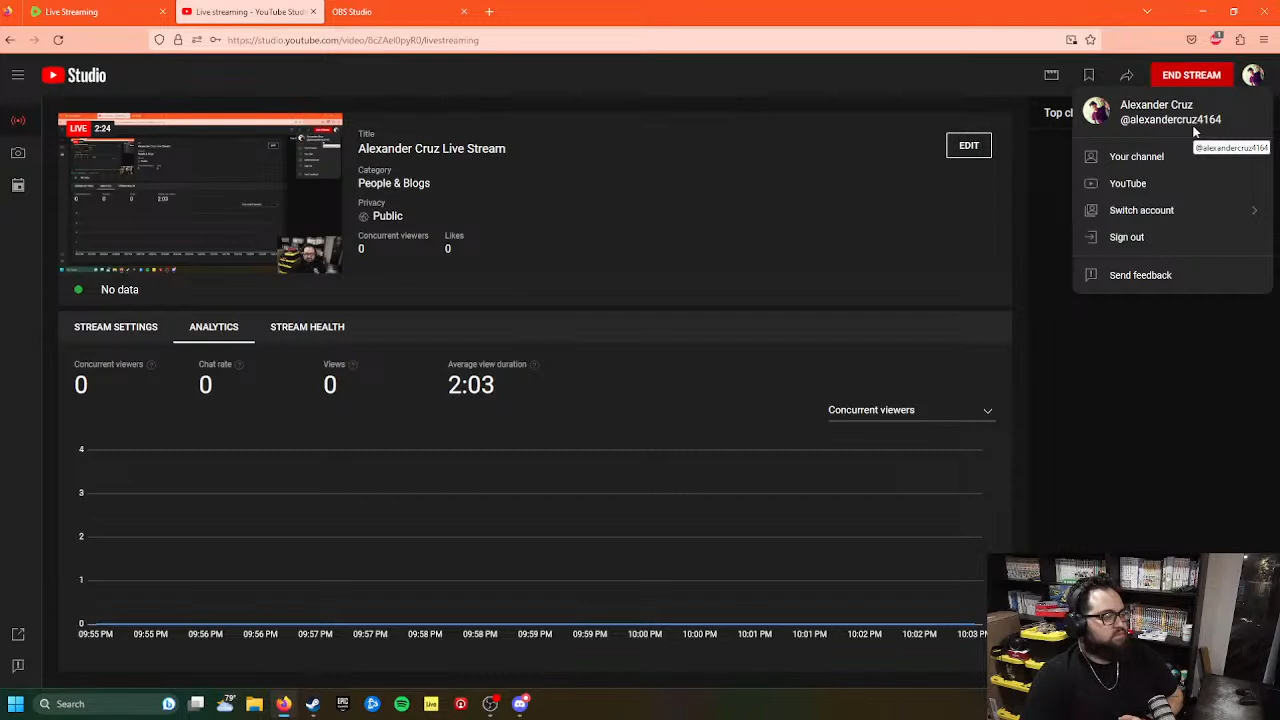 Live Streaming
Live streaming - YouTube Stud
OBS Studio
https://studio.youtube.com/video/8cZAel0pyR0/livestreaming
1
Studio
END STREAM
Alexander Cruz
@alexandercruz4164
@alexandercruz4164
Your channel
YouTube
Switch account
Sign out
Send feedback
Top c
LIVE 2:24
Title
Alexander Cruz Live Stream
EDIT
Category
People & Blogs
Privacy
Public
Concurrent viewers Likes
0 0
No data
STREAM SETTINGS ANALYTICS STREAM HEALTH
Concurrent viewers Chat rate Views Average view duration
0 0 0 2:03
Concurrent viewers
4
3
2
1
0
09:55 PM 09:55 PM 09:56 PM 09:56 PM 09:57 PM 09:57 PM 09:58 PM 09:58 PM 09:59 PM 09:59 PM 10:00 PM 10:00 PM 10:01 PM 10:01 PM 10:02 PM 10:02 PM 10:03 P
Search
79°
EPIC
Live